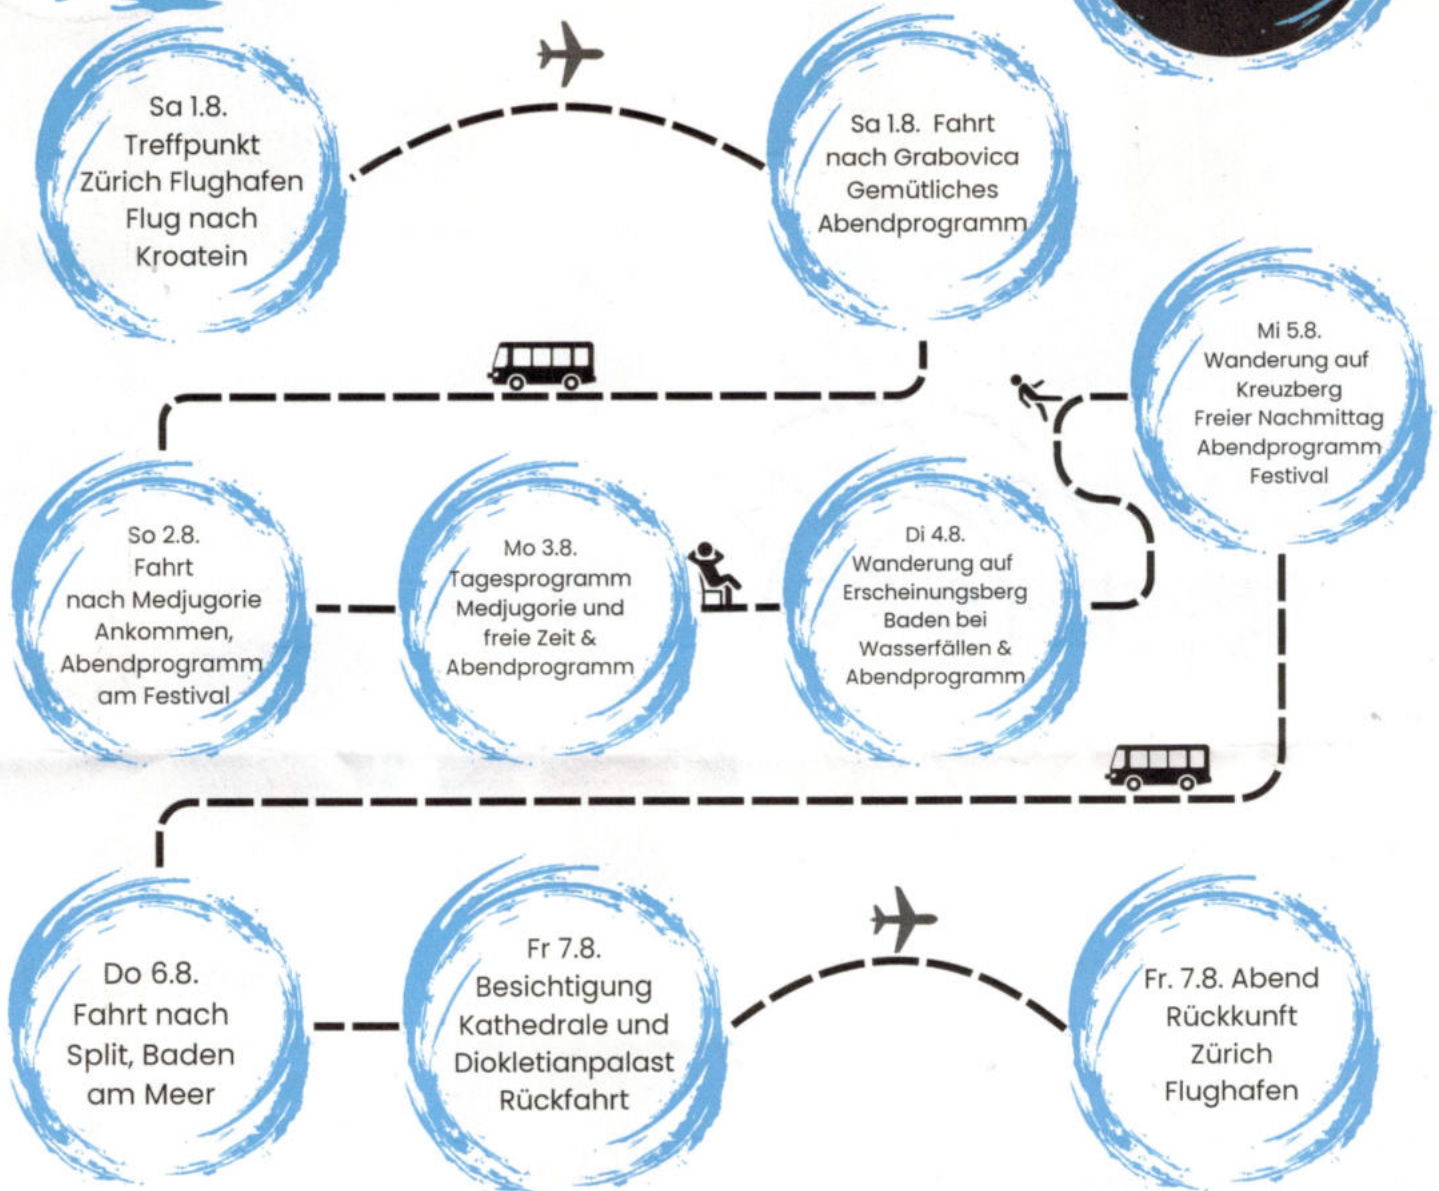 Sa 1.8.
Treffpunkt
Zürich Flughafen
Flug nach
Kroatein
Sa 1.8. Fahrt
nach Grabovica
Gemütliches
Abendprogramm
So 2.8.
Fahrt
nach Medjugorie
Ankommen,
Abendprogramm
am Festival
Mo 3.8.
Tagesprogramm
Medjugorie und
freie Zeit &
Abendprogramm
Di 4.8.
Wanderung auf
Erscheinungsberg
Baden bei
Wasserfällen &
Abendprogramm
Mi 5.8.
Wanderung auf
Kreuzberg
Freier Nachmittag
Abendprogramm
Festival
Do 6.8.
Fahrt nach
Split, Baden
am Meer
Fr 7.8.
Besichtigung
Kathedrale und
Diokletianpalast
Rückfahrt
Fr. 7.8. Abend
Rückkunft
Zürich
Flughafen